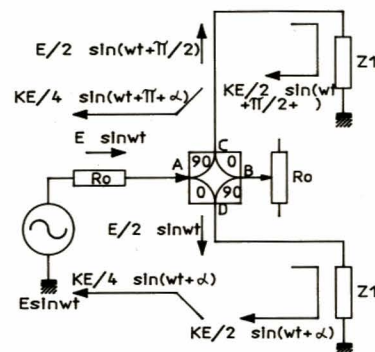 E/2 sin(wt+π/2)
KE/2 sin(wt
+π/2+ )
Z1
KE/4 sin(wt+π+α)
E sinwt
C
90 0
A
B
Ro
0 90
Ro
D
E/2 sinwt
KE/4 sin(wt+α)
Z1
Esinwt
KE/2 sin(wt+α)